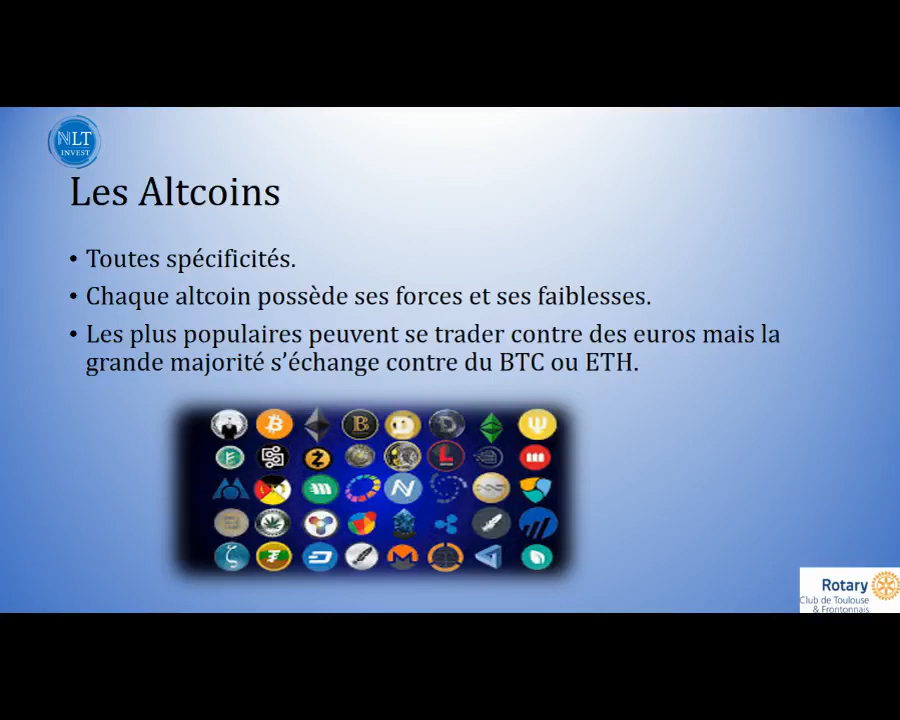 NLT
INVEST
Les Altcoins
• Toutes spécificités.
• Chaque altcoin possède ses forces et ses faiblesses.
• Les plus populaires peuvent se trader contre des euros mais la
grande majorité s’échange contre du BTC ou ETH.
Rotary
Club de Toulouse
& Frontonnais